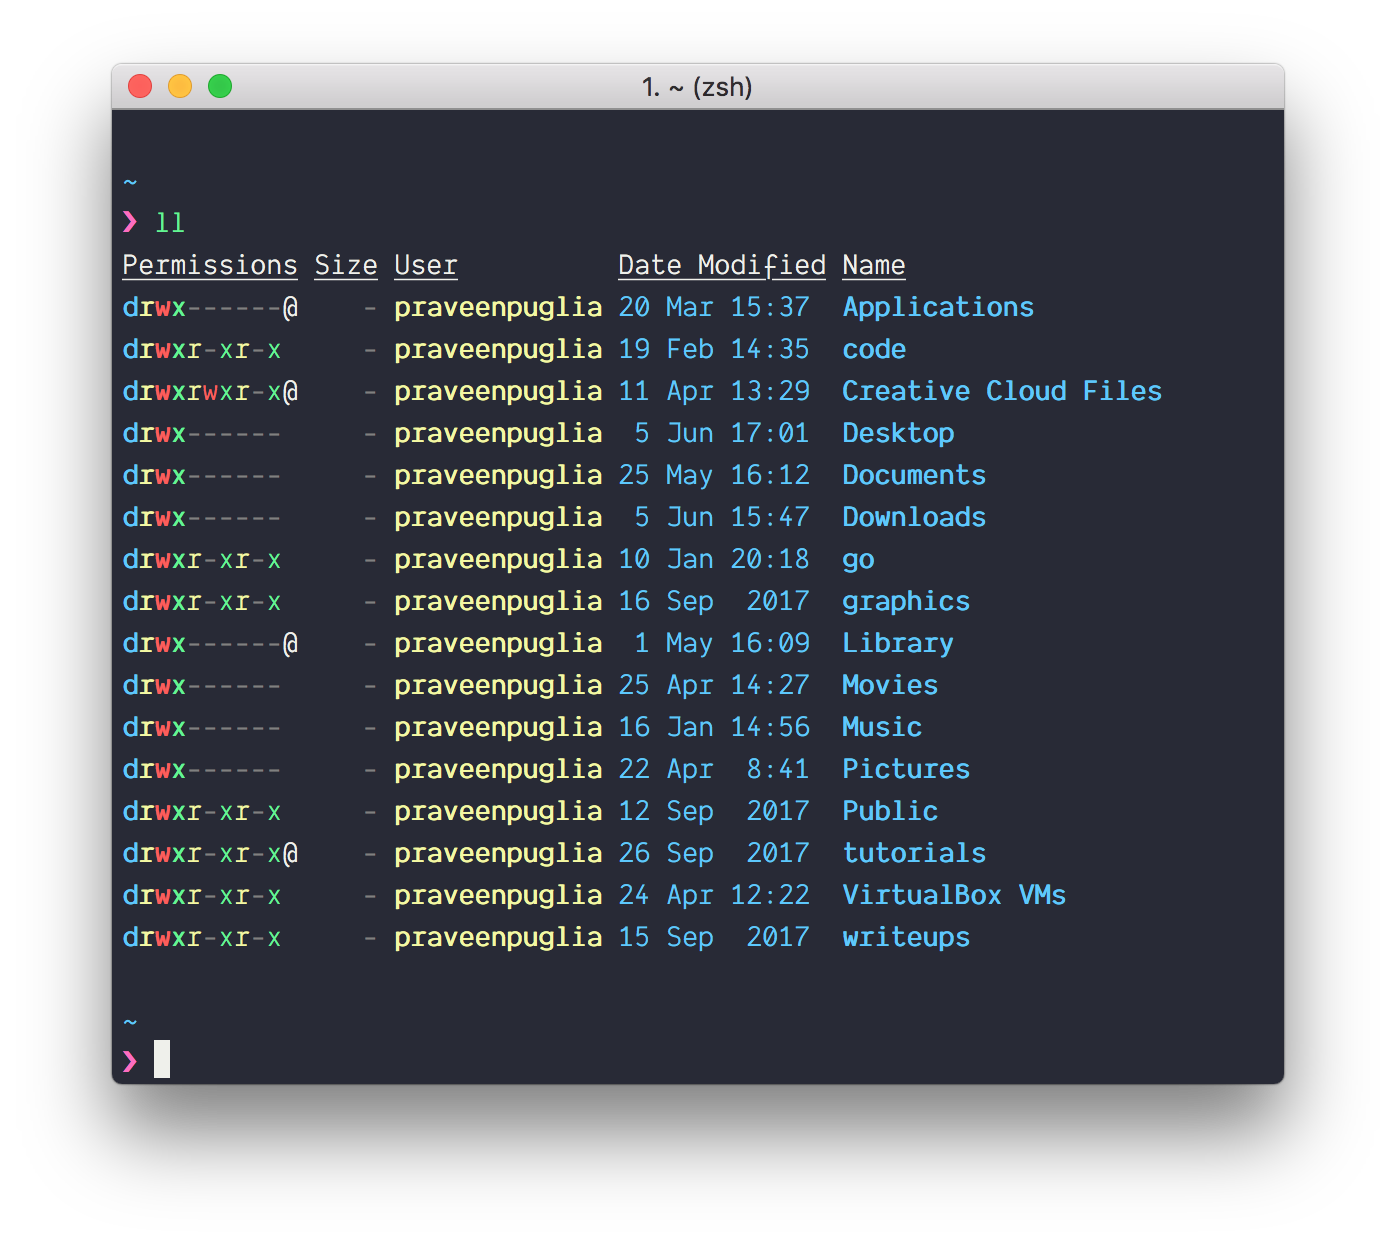 1. ~ (zsh)
~
❯ ll
Permissions Size User          Date Modified Name
drwx------@    - praveenpuglia 20 Mar 15:37  Applications
drwxr-xr-x     - praveenpuglia 19 Feb 14:35  code
drwxrwxr-x@    - praveenpuglia 11 Apr 13:29  Creative Cloud Files
drwx------     - praveenpuglia  5 Jun 17:01  Desktop
drwx------     - praveenpuglia 25 May 16:12  Documents
drwx------     - praveenpuglia  5 Jun 15:47  Downloads
drwxr-xr-x     - praveenpuglia 10 Jan 20:18  go
drwxr-xr-x     - praveenpuglia 16 Sep  2017  graphics
drwx------@    - praveenpuglia  1 May 16:09  Library
drwx------     - praveenpuglia 25 Apr 14:27  Movies
drwx------     - praveenpuglia 16 Jan 14:56  Music
drwx------     - praveenpuglia 22 Apr  8:41  Pictures
drwxr-xr-x     - praveenpuglia 12 Sep  2017  Public
drwxr-xr-x@    - praveenpuglia 26 Sep  2017  tutorials
drwxr-xr-x     - praveenpuglia 24 Apr 12:22  VirtualBox VMs
drwxr-xr-x     - praveenpuglia 15 Sep  2017  writeups
~
❯